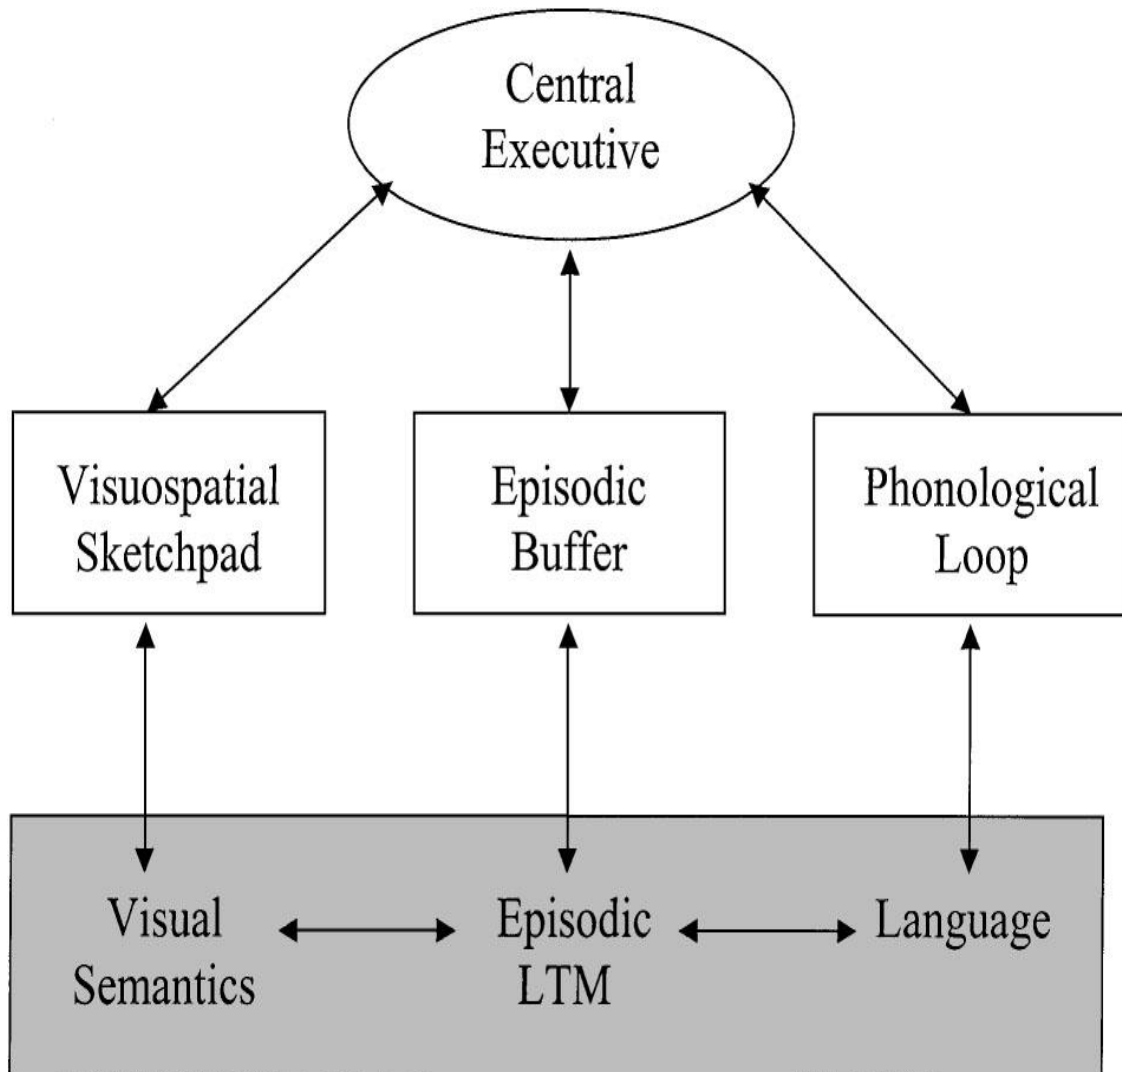 Central
Executive
Visuospatial
Sketchpad
Episodic
Buffer
Phonological
Loop
Visual
Semantics
Episodic
LTM
Language